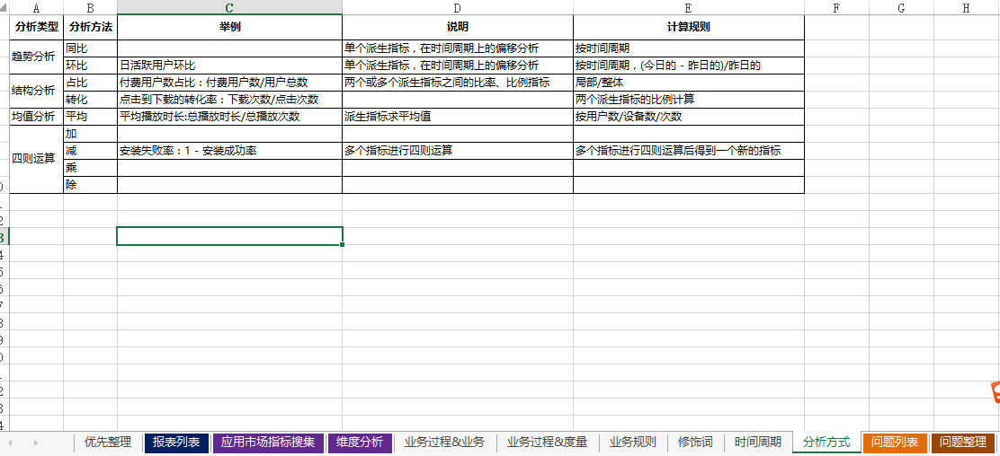 A B C D E F G H
分析类型 分析方法 举例 说明 计算规则
趋势分析 同比 单个派生指标，在时间周期上的偏移分析 按时间周期
环比 日活跃用户环比 单个派生指标，在时间周期上的偏移分析 按时间周期，(今日的 - 昨日的)/昨日的
结构分析 占比 付费用户数占比：付费用户数/用户总数 两个或多个派生指标之间的比率、比例指标 局部/整体
转化 点击到下载的转化率：下载次数/点击次数 两个派生指标的比例计算
均值分析 平均 平均播放时长:总播放时长/总播放次数 派生指标求平均值 按用户数/设备数/次数
四则运算 加
减 安装失败率：1 - 安装成功率 多个指标进行四则运算 多个指标进行四则运算后得到一个新的指标
乘
除
优先整理 报表列表 应用市场指标搜集 维度分析 业务过程&业务 业务过程&度量 业务规则 修饰词 时间周期 分析方式 问题列表 问题整理